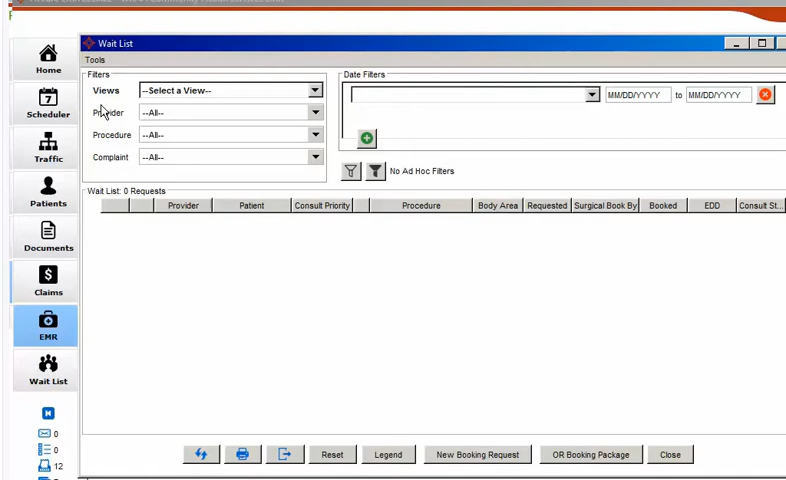 Wait List
Tools
Filters
Views --Select a View--
Provider --All--
Procedure --All--
Complaint --All--
Date Filters
MM/DD/YYYY to MM/DD/YYYY
No Ad Hoc Filters
Wait List: 0 Requests
Provider Patient Consult Priority Procedure Body Area Requested Surgical Book By Booked EDD Consult St...
Reset Legend New Booking Request OR Booking Package Close
Home
7
Scheduler
Traffic
Patients
Documents
$
Claims
EMR
Wait List
0
0
12